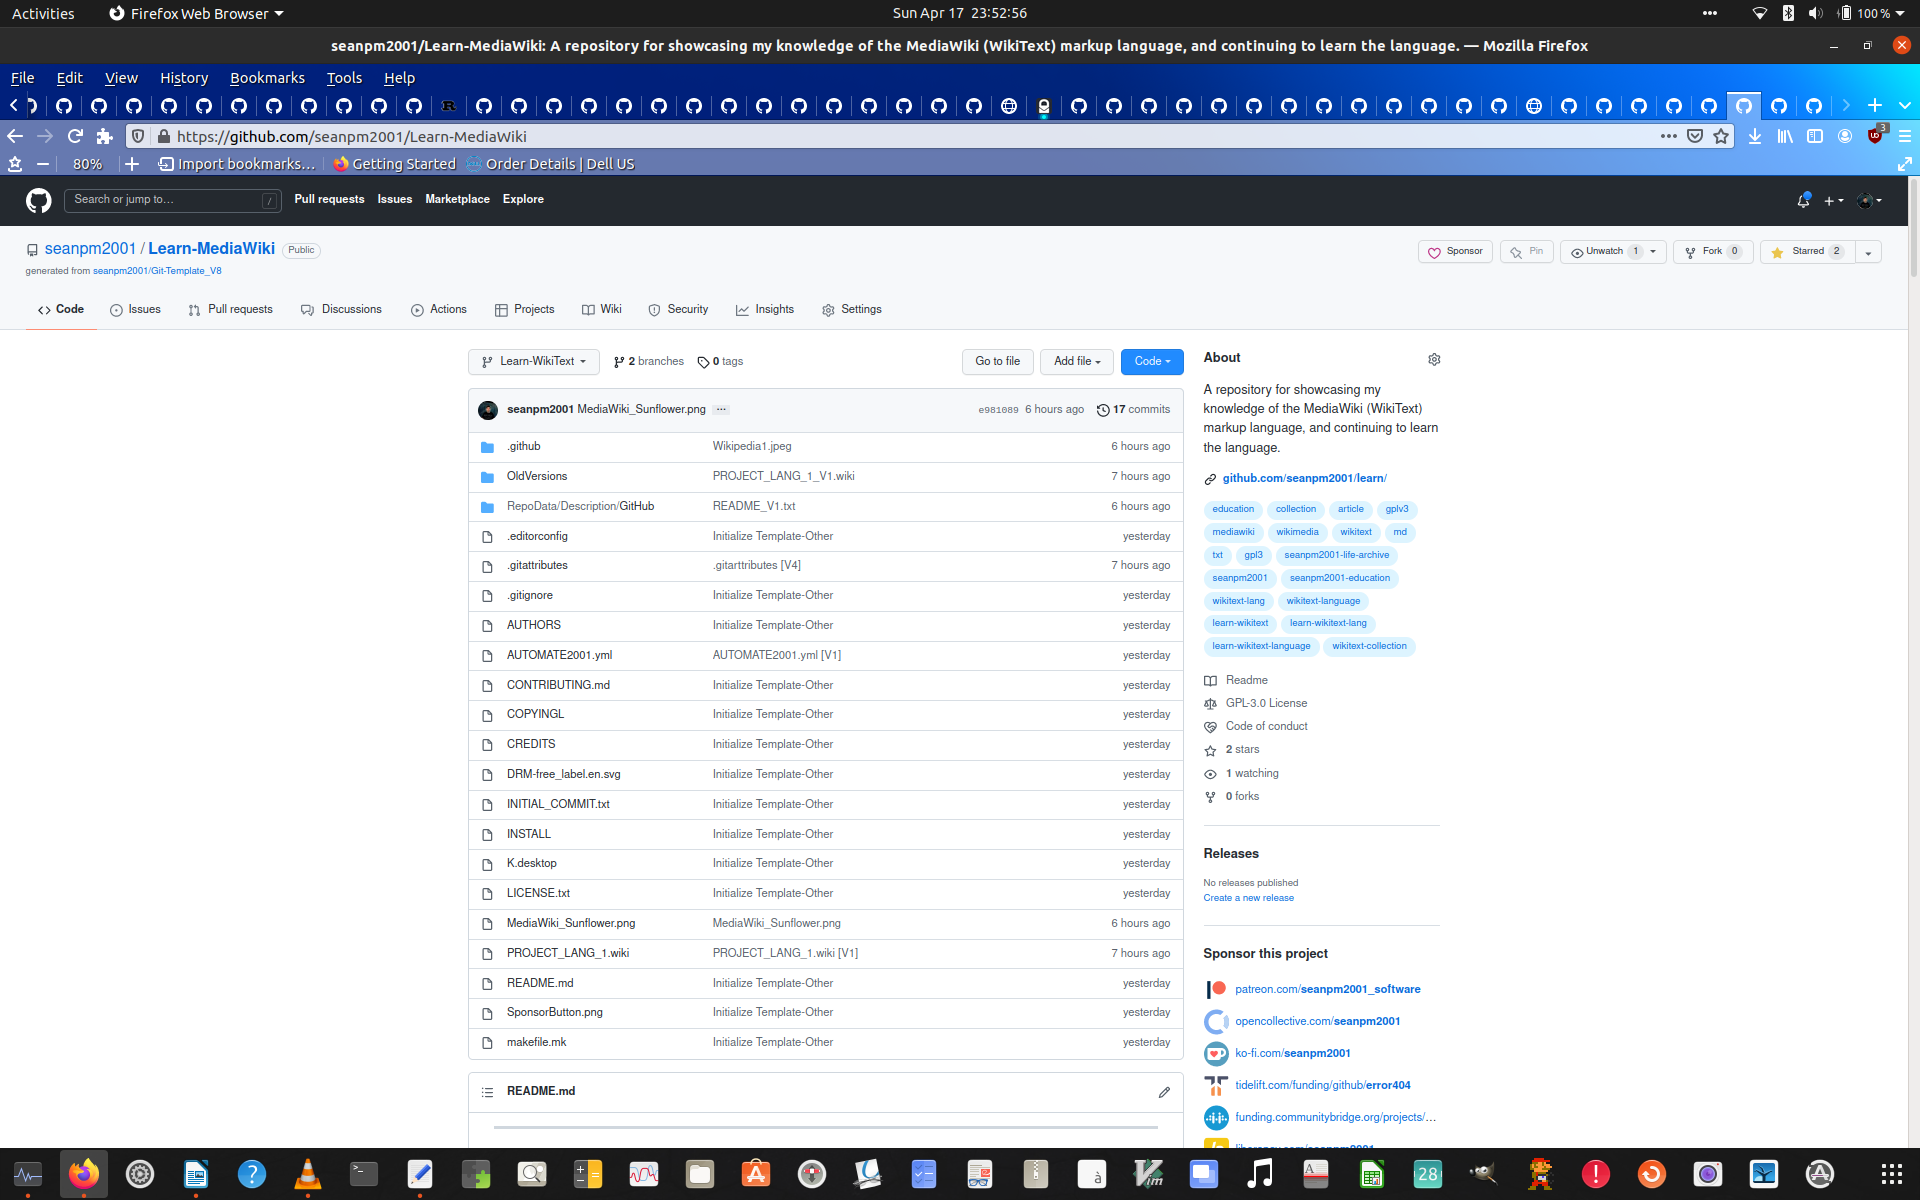 Activities
Firefox Web Browser
Sun Apr 17 23:52:56
100 %
seanpm2001/Learn-MediaWiki: A repository for showcasing my knowledge of the MediaWiki (WikiText) markup language, and continuing to learn the language. — Mozilla Firefox
File Edit View History Bookmarks Tools Help
https://github.com/seanpm2001/Learn-MediaWiki
3
80%
Import bookmarks…
Getting Started
Order Details | Dell US
Search or jump to…
/
Pull requests Issues Marketplace Explore
seanpm2001 / Learn-MediaWiki Public
generated from seanpm2001/Git-Template_V8
Sponsor
Pin
Unwatch 1
Fork 0
Starred 2
Code
Issues
Pull requests
Discussions
Actions
Projects
Wiki
Security
Insights
Settings
Learn-WikiText
2 branches
0 tags
Go to file
Add file
Code
seanpm2001 MediaWiki_Sunflower.png ...
e981089 6 hours ago
17 commits
.github Wikipedia1.jpeg 6 hours ago
OldVersions PROJECT_LANG_1_V1.wiki 7 hours ago
RepoData/Description/GitHub README_V1.txt 6 hours ago
.editorconfig Initialize Template-Other yesterday
.gitattributes .gitarttributes [V4] 7 hours ago
.gitignore Initialize Template-Other yesterday
AUTHORS Initialize Template-Other yesterday
AUTOMATE2001.yml AUTOMATE2001.yml [V1] yesterday
CONTRIBUTING.md Initialize Template-Other yesterday
COPYINGL Initialize Template-Other yesterday
CREDITS Initialize Template-Other yesterday
DRM-free_label.en.svg Initialize Template-Other yesterday
INITIAL_COMMIT.txt Initialize Template-Other yesterday
INSTALL Initialize Template-Other yesterday
K.desktop Initialize Template-Other yesterday
LICENSE.txt Initialize Template-Other yesterday
MediaWiki_Sunflower.png MediaWiki_Sunflower.png 6 hours ago
PROJECT_LANG_1.wiki PROJECT_LANG_1.wiki [V1] 7 hours ago
README.md Initialize Template-Other yesterday
SponsorButton.png Initialize Template-Other yesterday
makefile.mk Initialize Template-Other yesterday
README.md
About
A repository for showcasing my
knowledge of the MediaWiki (WikiText)
markup language, and continuing to learn
the language.
github.com/seanpm2001/learn/
education collection article gplv3
mediawiki wikimedia wikitext md
txt gpl3 seanpm2001-life-archive
seanpm2001 seanpm2001-education
wikitext-lang wikitext-language
learn-wikitext learn-wikitext-lang
learn-wikitext-language wikitext-collection
Readme
GPL-3.0 License
Code of conduct
2 stars
1 watching
0 forks
Releases
No releases published
Create a new release
Sponsor this project
patreon.com/seanpm2001_software
opencollective.com/seanpm2001
ko-fi.com/seanpm2001
tidelift.com/funding/github/error404
funding.communitybridge.org/projects/…
28